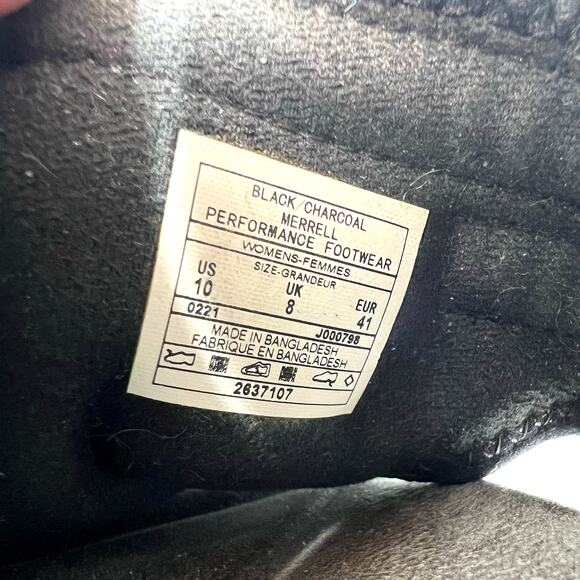 BLACK/CHARCOAL
MERRELL
PERFORMANCE FOOTWEAR
WOMENS-FEMMES
SIZE-GRANDEUR
US UK EUR
10 8 41
0221 J000798
MADE IN BANGLADESH
FABRIQUE EN BANGLADESH
2637107